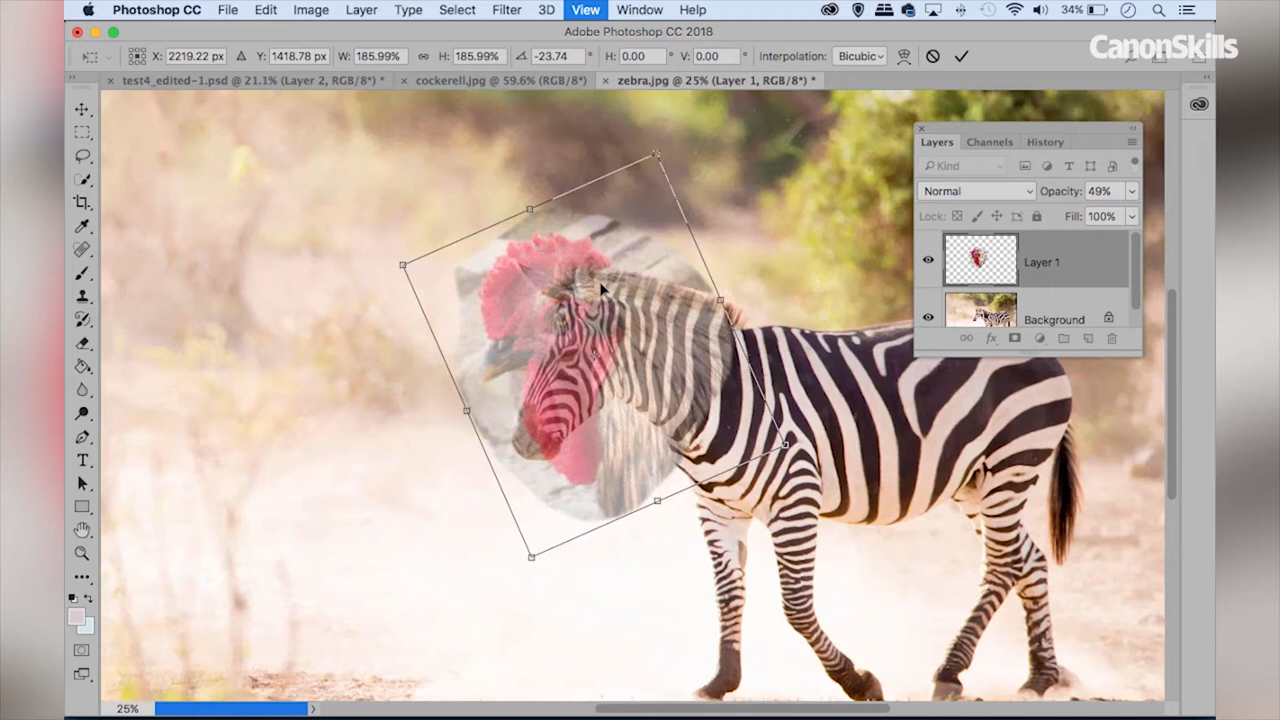 Photoshop CC File Edit Image Layer Type Select Filter 3D View Window Help 34%
Adobe Photoshop CC 2018
X: 2219.22 px Y: 1418.78 px W: 185.99% H: 185.99% -23.74 ° H: 0.00 ° V: 0.00 ° Interpolation: Bicubic
CanonSkills
× test4_edited-1.psd @ 21.1% (Layer 2, RGB/8*) * × cockerell.jpg @ 59.6% (RGB/8*) × zebra.jpg @ 25% (Layer 1, RGB/8*) *
Layers Channels History
Kind
Normal Opacity: 49%
Lock: Fill: 100%
Layer 1
Background
fx
25%